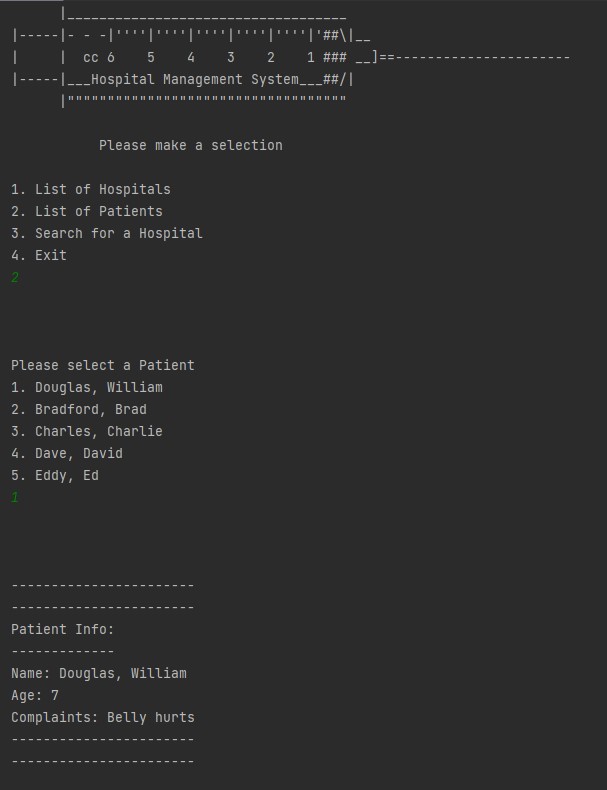 |___________________________________
|-----|- - -|''''|''''|''''|''''|''''|'##\|__
|     |  cc 6    5    4    3    2    1 ### __]==----------------------
|-----|___Hospital Management System___##/|
      |"""""""""""""""""""""""""""""""""""
Please make a selection
1. List of Hospitals
2. List of Patients
3. Search for a Hospital
4. Exit
2
Please select a Patient
1. Douglas, William
2. Bradford, Brad
3. Charles, Charlie
4. Dave, David
5. Eddy, Ed
1
-----------------------
-----------------------
Patient Info:
-------------
Name: Douglas, William
Age: 7
Complaints: Belly hurts
-----------------------
-----------------------